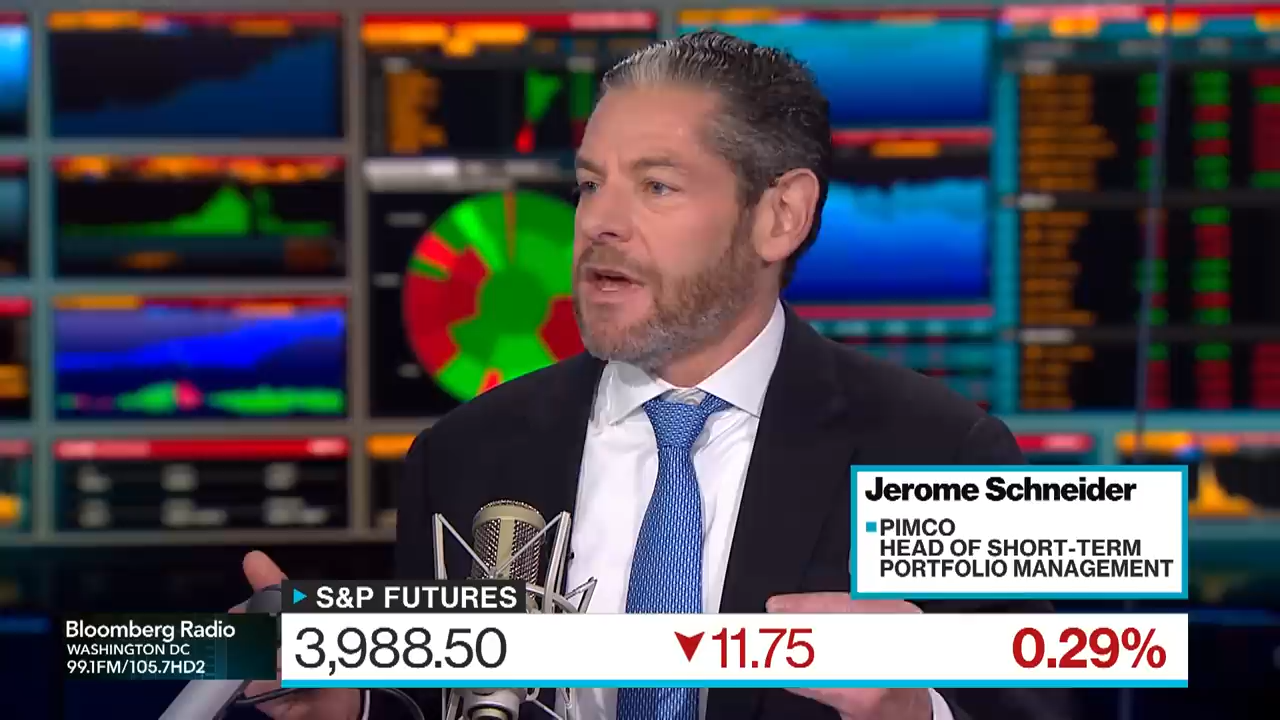 Jerome Schneider
PIMCO
HEAD OF SHORT-TERM
PORTFOLIO MANAGEMENT
S&P FUTURES
Bloomberg Radio
WASHINGTON DC
99.1FM/105.7HD2
3,988.50 11.75 0.29%